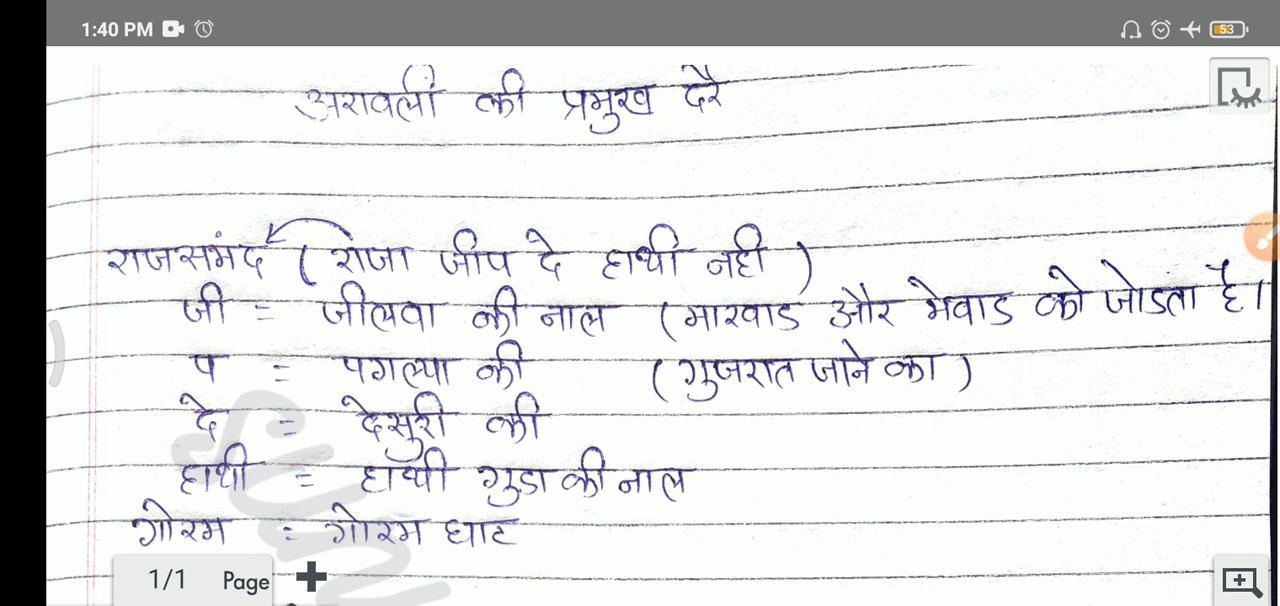 1:40 PM 53
अरावली की प्रमुख दर्रे
राजसमंद (राजा जीप दे हाथी नही)
जी = जीलवा की नाल (मारवाड और मेवाड को जोडता है।
प = पगल्या की (गुजरात जाने का)
दे = देसुरी की
हाथी = हाथी गुडा की नाल
गोरम = गोरम घाट
1/1 Page